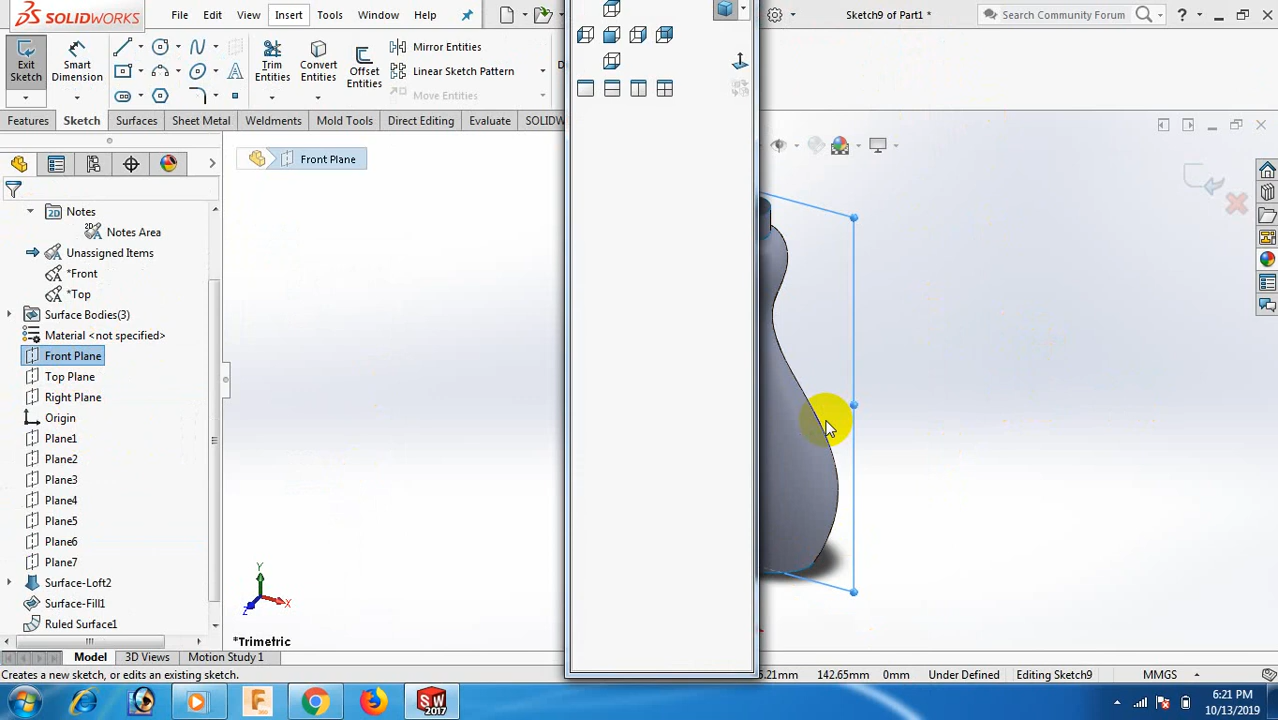 SOLIDWORKS File Edit View Insert Tools Window Help Sketch9 of Part1 * Search Community Forum ?
Exit Sketch Smart Dimension Trim Entities Convert Entities Offset Entities Mirror Entities
Linear Sketch Pattern
Move Entities
Features Sketch Surfaces Sheet Metal Weldments Mold Tools Direct Editing Evaluate SOLIDW
Front Plane
Notes
Notes Area
Unassigned Items
*Front
*Top
Surface Bodies(3)
Material <not specified>
Front Plane
Top Plane
Right Plane
Origin
Plane1
Plane2
Plane3
Plane4
Plane5
Plane6
Plane7
Surface-Loft2
Surface-Fill1
Ruled Surface1
Y
X
Z
*Trimetric
Model 3D Views Motion Study 1
Creates a new sketch, or edits an existing sketch. 5.21mm 142.65mm 0mm Under Defined Editing Sketch9 MMGS
SW 2017
6:21 PM
10/13/2019